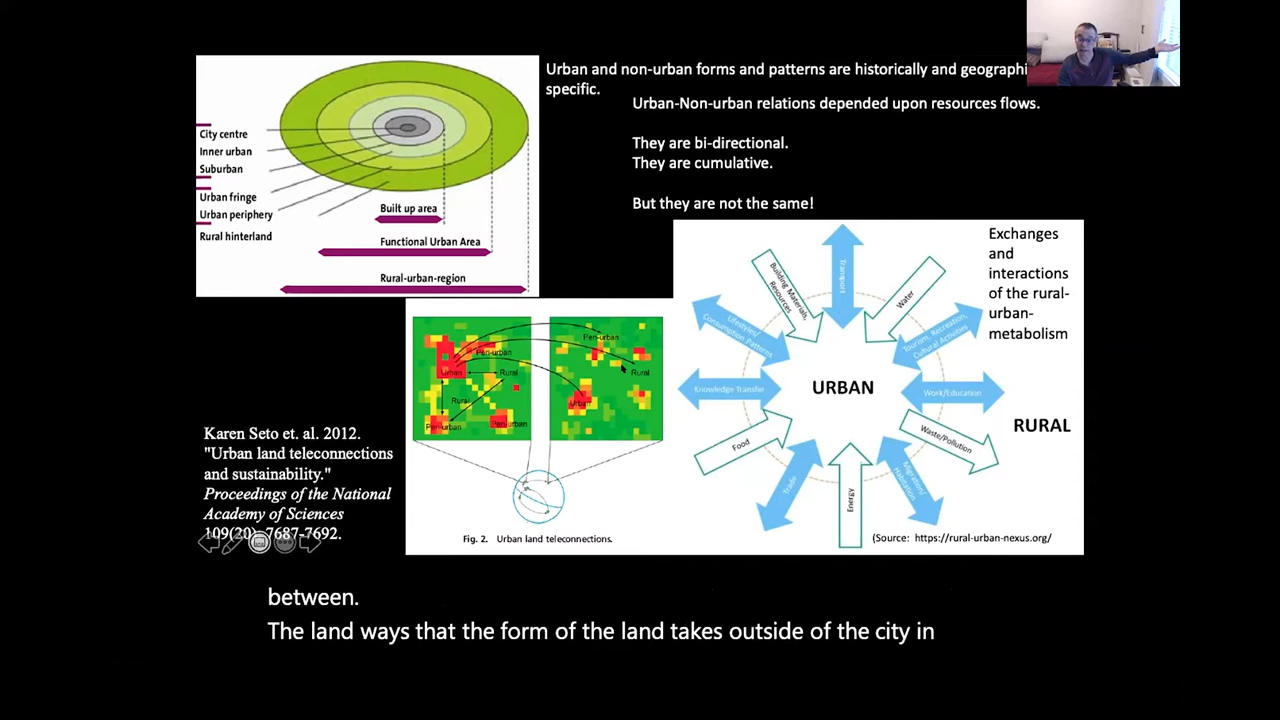 Urban and non-urban forms and patterns are historically and geographi
specific.
Urban-Non-urban relations depended upon resources flows.
They are bi-directional.
They are cumulative.
But they are not the same!
City centre
Inner urban
Suburban
Urban fringe
Urban periphery
Rural hinterland
Built up area
Functional Urban Area
Rural-urban-region
Karen Seto et. al. 2012.
"Urban land teleconnections
and sustainability."
Proceedings of the National
Academy of Sciences
109(20), 7687-7692.
Peri-urban
Urban
Rural
Rural
Peri-urban
Peri-urban
Peri-urban
Rural
Urban
Fig. 2. Urban land teleconnections.
Exchanges
and
interactions
of the rural-
urban-
metabolism
Transport
Building Materials,
Resources
Water
Lifestyles/
Consumption Patterns
Tourism, Recreation,
Cultural Activities
Knowledge Transfer
URBAN
Work/Education
RURAL
Food
Waste/Pollution
Trade
Energy
Migration/
Habitation
(Source: https://rural-urban-nexus.org/
between.
The land ways that the form of the land takes outside of the city in